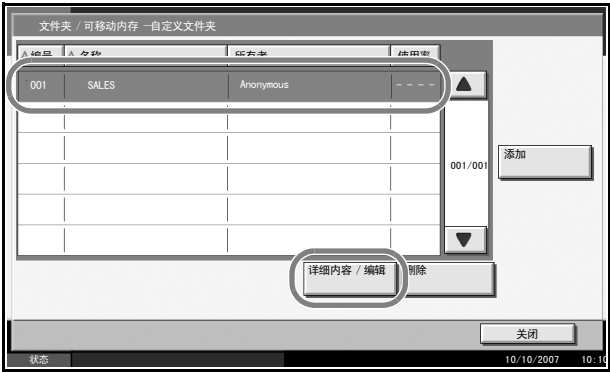 文件夹 / 可移动内存 －自定义文件夹
△编号 △名称 所有者 使用率
001 SALES Anonymous - - - -
001/001
添加
详细内容 / 编辑 删除
关闭
状态 10/10/2007 10:10